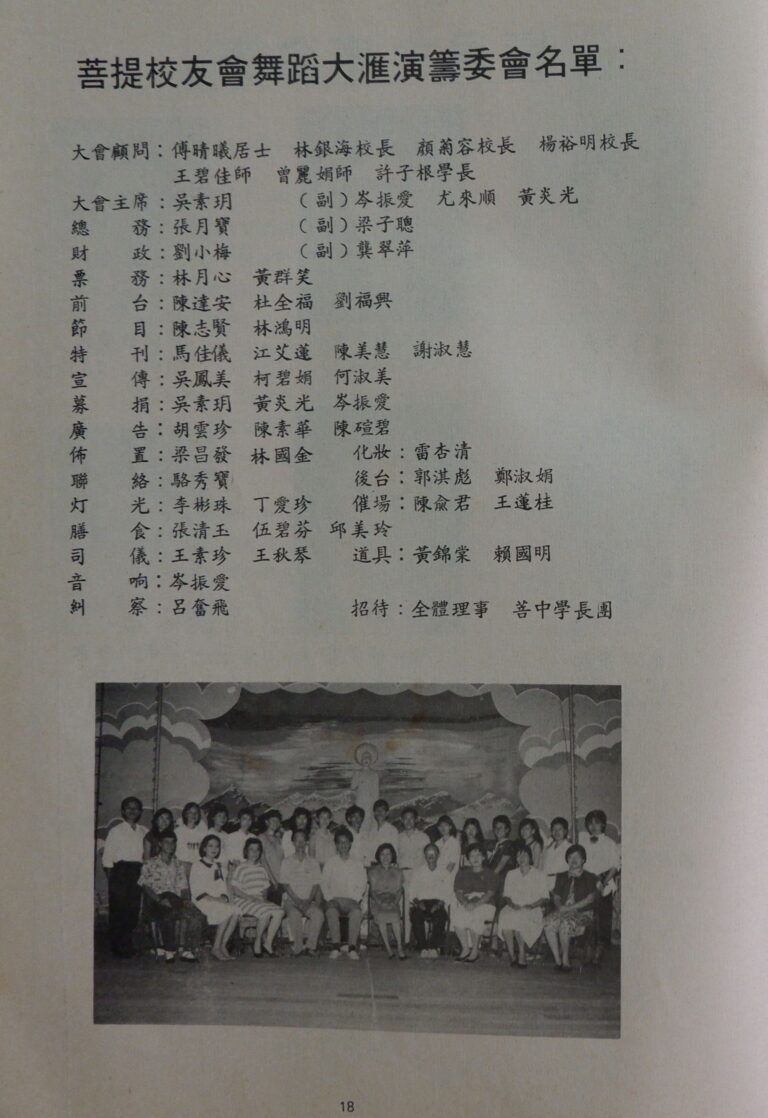 菩提校友會舞蹈大滙演籌委會名單：
大會顧問：傅晴曦居士　林銀海校長　顏菊容校長　楊裕明校長
王碧佳師　曾麗娟師　許子根學長
大會主席：吳素玥　（副）岑振愛　尤來順　黃炎光
總　務：張月寶　（副）梁子聰
財　政：劉小梅　（副）龔翠萍
票　務：林月心　黃群笑
前　台：陳達安　杜全福　劉福興
節　目：陳志賢　林鴻明
特　刊：馬佳儀　江艾蓮　陳美慧　謝淑慧
宣　傳：吳鳳美　柯碧娟　何淑美
募　捐：吳素玥　黃炎光　岑振愛
廣　告：胡雲珍　陳素華　陳碹碧
佈　置：梁昌發　林國金　化妝：雷杏清
聯　絡：駱秀寶　後台：郭淇彪　鄭淑娟
灯　光：李彬珠　丁愛珍　催場：陳俞君　王蓮桂
膳　食：張清玉　伍碧芬　邱美玲
司　儀：王素珍　王秋琴　道具：黃錦棠　賴國明
音　响：岑振愛
糾　察：呂奮飛　招待：全體理事　菩中學長團
18